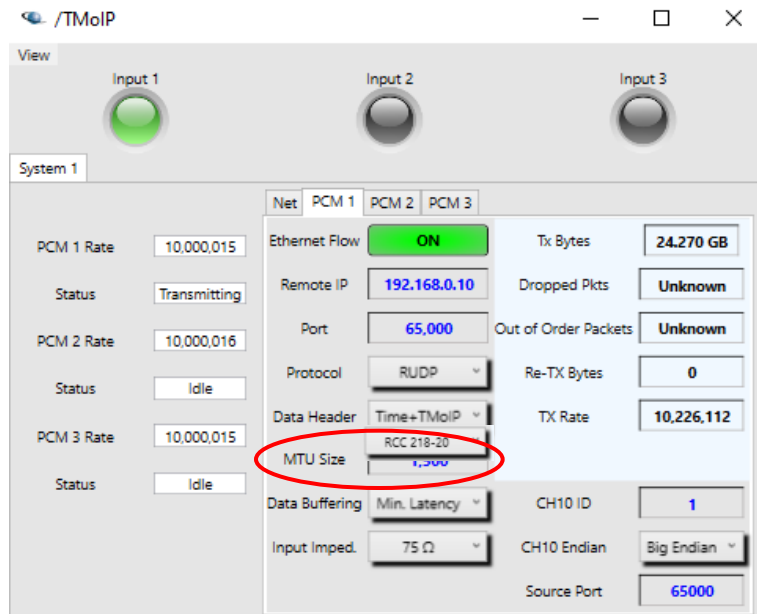 /TMoIP
View
Input 1
Input 2
Input 3
System 1
Net
PCM 1
PCM 2
PCM 3
PCM 1 Rate
10,000,015
Status
Transmitting
PCM 2 Rate
10,000,016
Status
Idle
PCM 3 Rate
10,000,015
Status
Idle
Ethernet Flow
ON
Remote IP
192.168.0.10
Port
65,000
Protocol
RUDP
Data Header
Time+TMoIP
RCC 218-20
MTU Size
1,500
Data Buffering
Min. Latency
Input Imped.
75 Ω
Tx Bytes
24.270 GB
Dropped Pkts
Unknown
Out of Order Packets
Unknown
Re-TX Bytes
0
TX Rate
10,226,112
CH10 ID
1
CH10 Endian
Big Endian
Source Port
65000